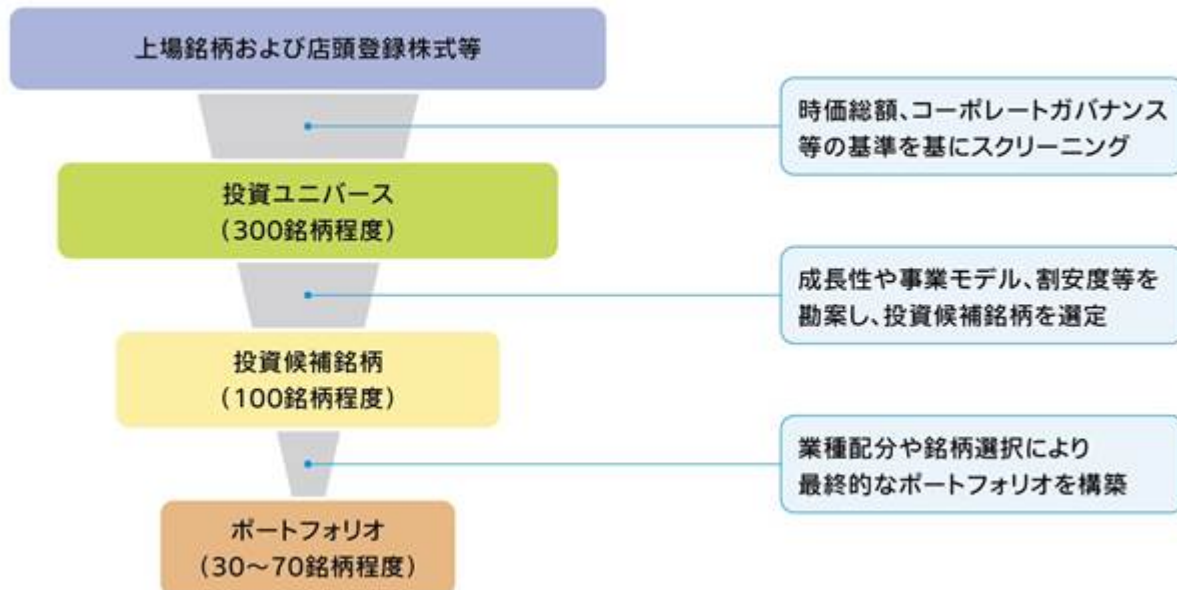 上場銘柄および店頭登録株式等
時価総額、コーポレートガバナンス
等の基準を基にスクリーニング
投資ユニバース
（300銘柄程度）
成長性や事業モデル、割安度等を
勘案し、投資候補銘柄を選定
投資候補銘柄
（100銘柄程度）
業種配分や銘柄選択により
最終的なポートフォリオを構築
ポートフォリオ
（30～70銘柄程度）